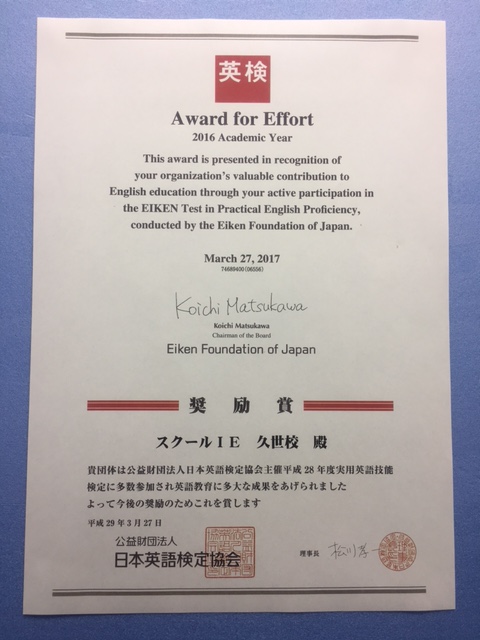 英検
Award for Effort
2016 Academic Year
This award is presented in recognition of
your organization's valuable contribution to
English education through your active participation in
the EIKEN Test in Practical English Proficiency,
conducted by the Eiken Foundation of Japan.
March 27, 2017
74689400(06556)
Koichi Matsukawa
Koichi Matsukawa
Chairman of the Board
Eiken Foundation of Japan
奨励賞
スクールIE 久世校 殿
貴団体は公益財団法人日本英語検定協会主催平成28年度実用英語技能
検定に多数参加され英語教育に多大な成果をあげられました
よって今後の奨励のためこれを賞します
平成29年3月27日
公益財団法人
日本英語検定協会
理事長 松川孝一